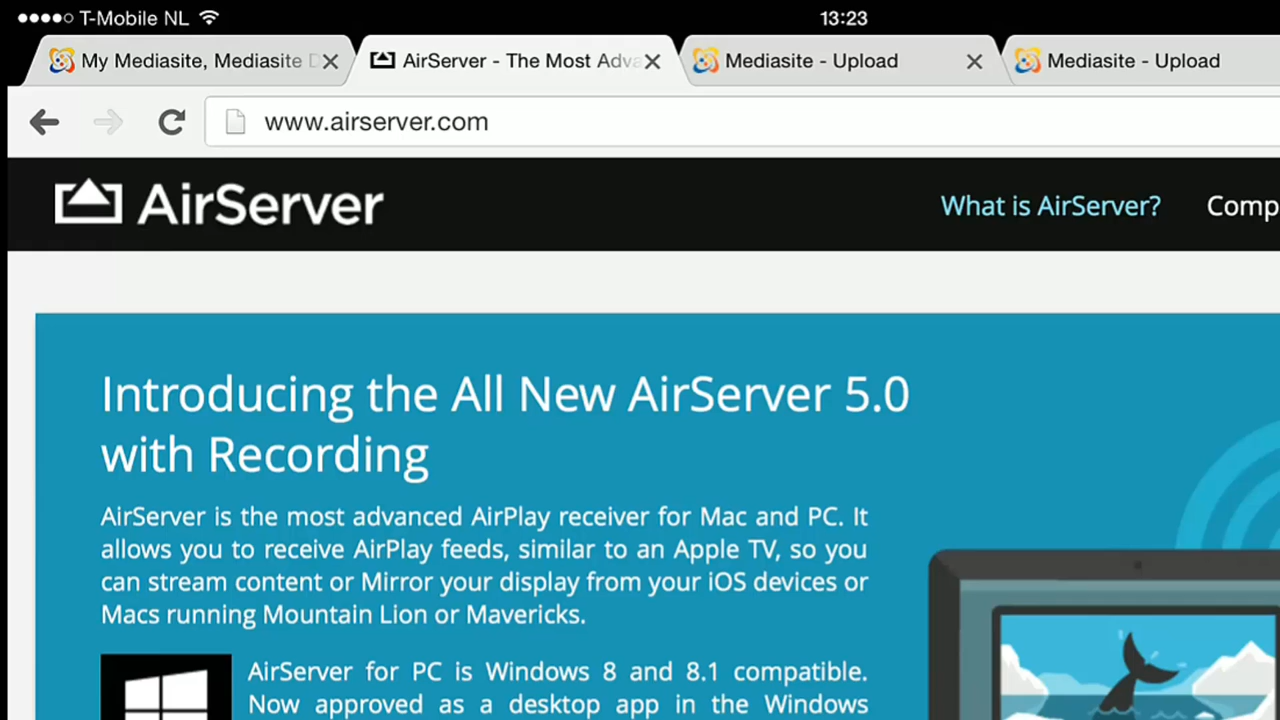 T-Mobile NL
13:23
My Mediasite, Mediasite
AirServer - The Most Adva
Mediasite - Upload
Mediasite - Upload
www.airserver.com
AirServer
What is AirServer?
Comp
Introducing the All New AirServer 5.0
with Recording
AirServer is the most advanced AirPlay receiver for Mac and PC. It
allows you to receive AirPlay feeds, similar to an Apple TV, so you
can stream content or Mirror your display from your iOS devices or
Macs running Mountain Lion or Mavericks.
AirServer for PC is Windows 8 and 8.1 compatible.
Now approved as a desktop app in the Windows